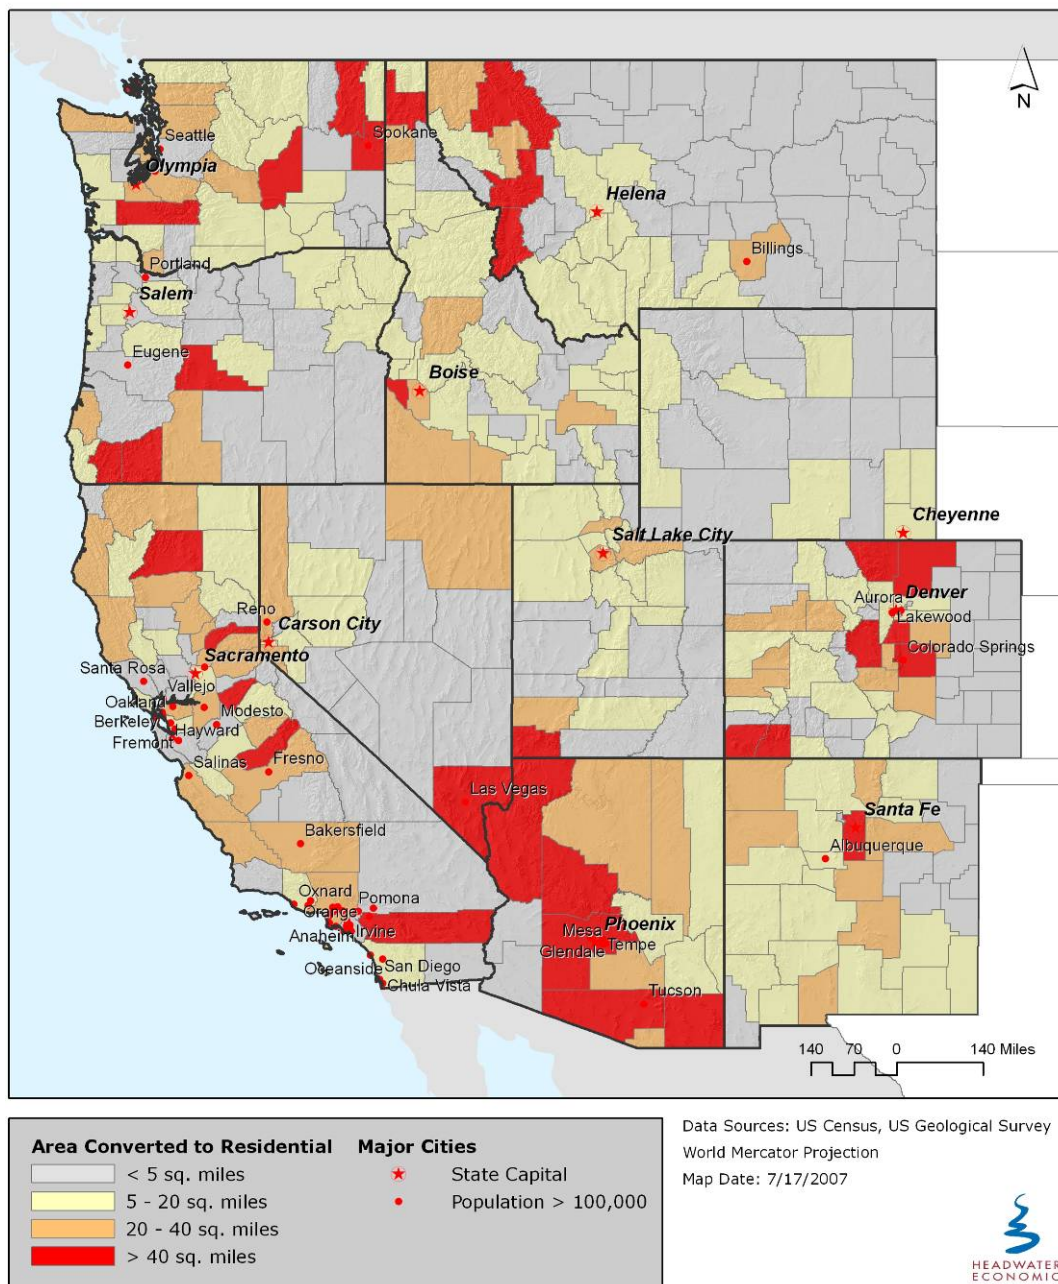 N
Seattle
Spokane
Olympia
Helena
Billings
Portland
Salem
Eugene
Boise
Cheyenne
Salt Lake City
Reno
Carson City
Aurora
Denver
Lakewood
Colorado Springs
Sacramento
Santa Rosa
Vallejo
Oakland
Modesto
Berkeley
Hayward
Fremont
Salinas
Fresno
Las Vegas
Santa Fe
Bakersfield
Albuquerque
Oxnard
Pomona
Orange
Anaheim
Irvine
Phoenix
Mesa
Tempe
Glendale
Oceanside
San Diego
Chula Vista
Tucson
140 70 0 140 Miles
Area Converted to Residential
< 5 sq. miles
5 - 20 sq. miles
20 - 40 sq. miles
> 40 sq. miles
Major Cities
State Capital
Population > 100,000
Data Sources: US Census, US Geological Survey
World Mercator Projection
Map Date: 7/17/2007
HEADWATER
ECONOMIC